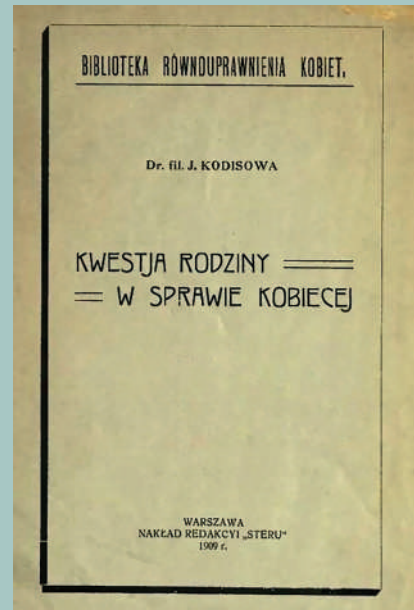 BIBLIOTEKA RÓWNOUPRAWNIENIA KOBIET.
Dr. fil. J. KODISOWA
KWESTJA RODZINY
W SPRAWIE KOBIECEJ
WARSZAWA
NAKŁAD REDAKCYI „STERU“
1909 r.